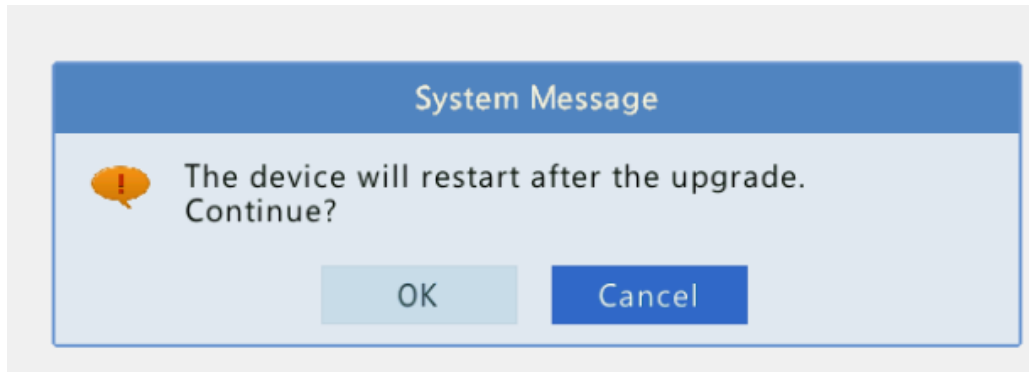 System Message
The device will restart after the upgrade.
Continue?
OK
Cancel